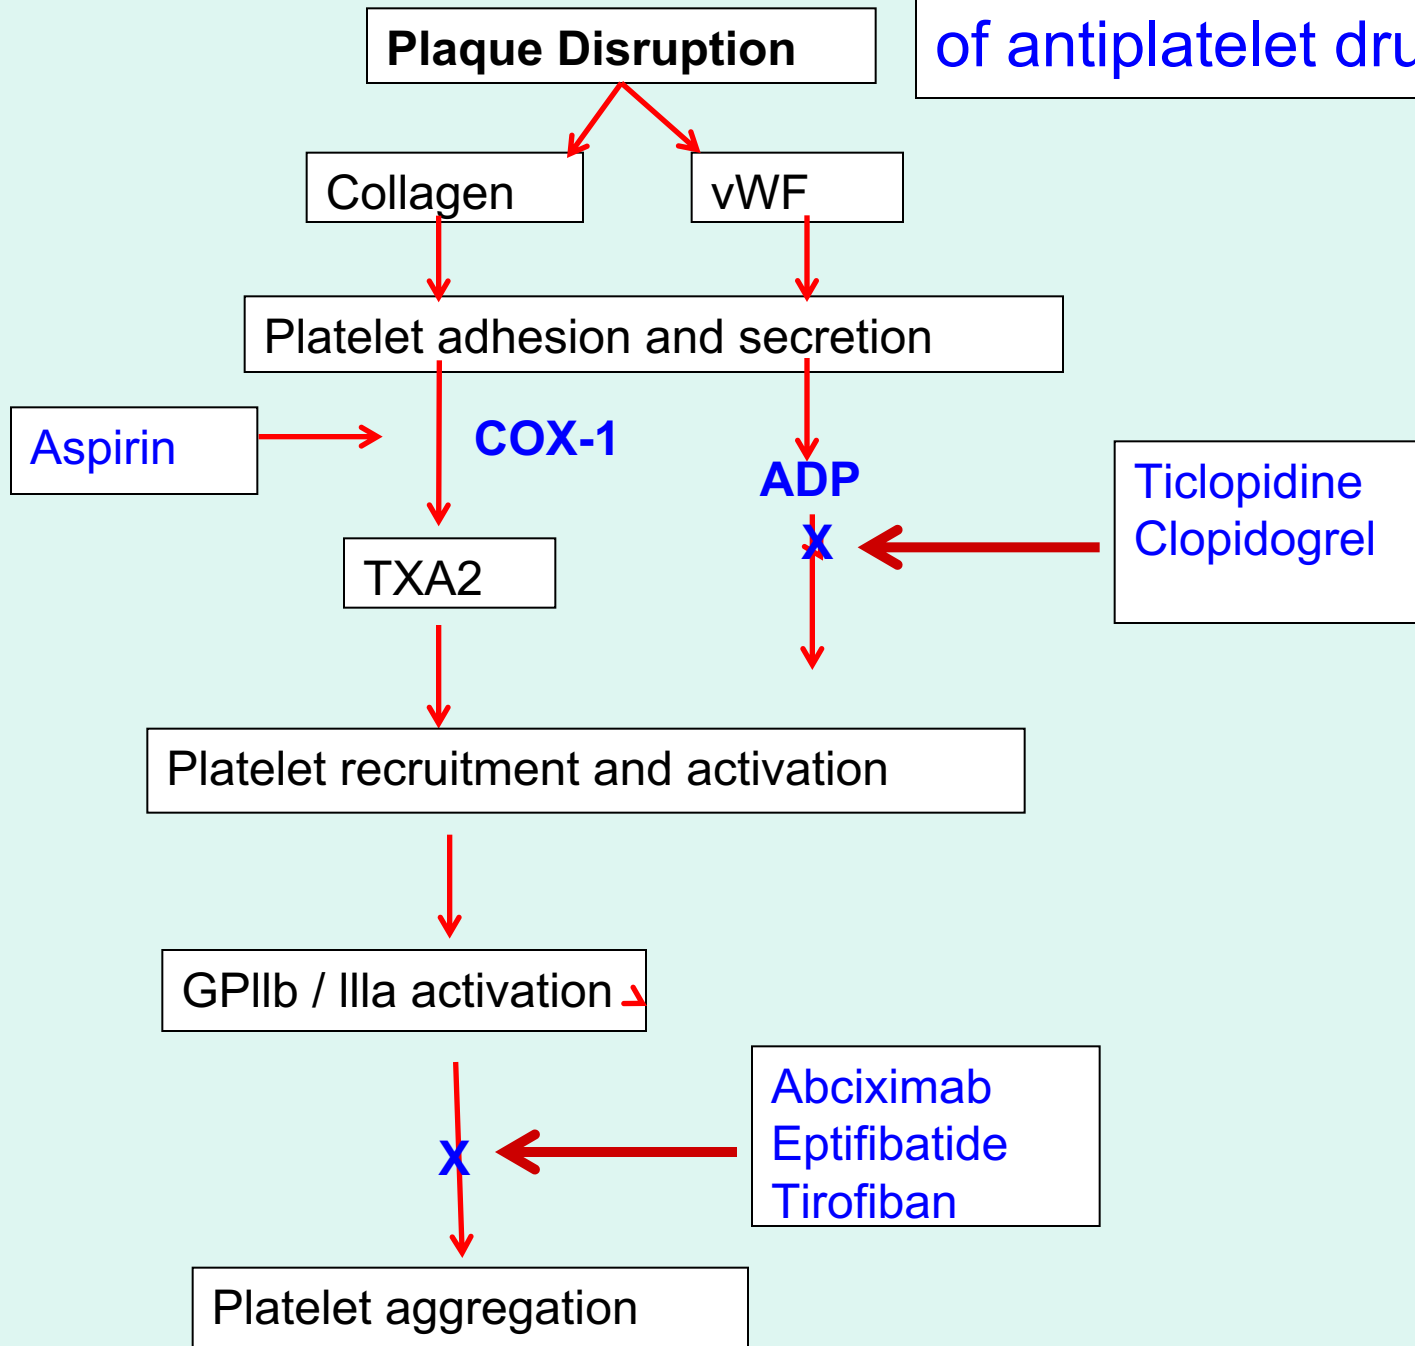 of antiplatelet
Plaque Disruption
Collagen
vWF
Platelet adhesion and secretion
Aspirin
COX-1
ADP
Ticlopidine
Clopidogrel
X
TXA2
Platelet recruitment and activation
GPIIb / IIIa activation
Abciximab
Eptifibatide
Tirofiban
X
Platelet aggregation